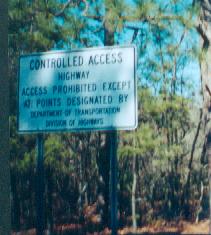 CONTROLLED ACCESS
HIGHWAY
ACCESS PROHIBITED EXCEPT
AT POINTS DESIGNATED BY
DEPARTMENT OF TRANSPORTATION
DIVISION OF HIGHWAYS